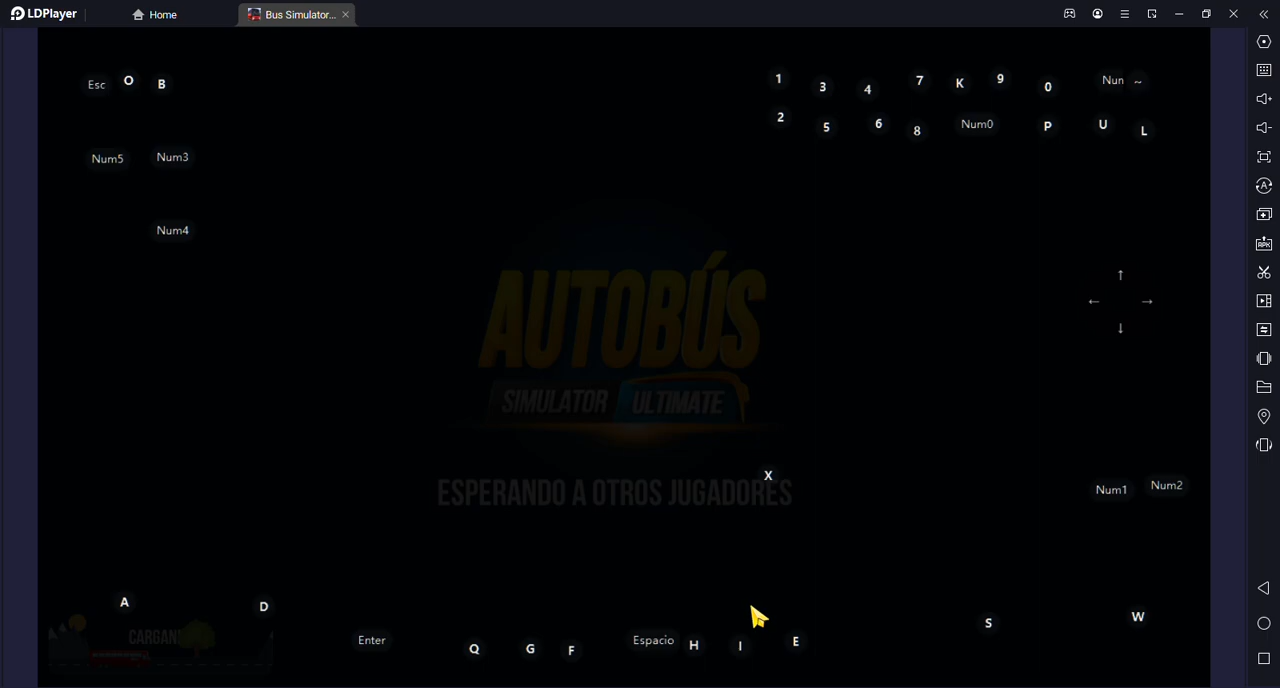 LDPlayer
Home
Bus Simulator...
Esc O B
1 3 4 7 K 9 0 Nun ~
2 5 6 8 Num0 P U L
Num5 Num3
Num4
↑
← →
↓
AUTOBÚS
SIMULATOR ULTIMATE
X
ESPERANDO A OTROS JUGADORES
Num1 Num2
A D
CARGAN
Enter Q G F Espacio H I E S W